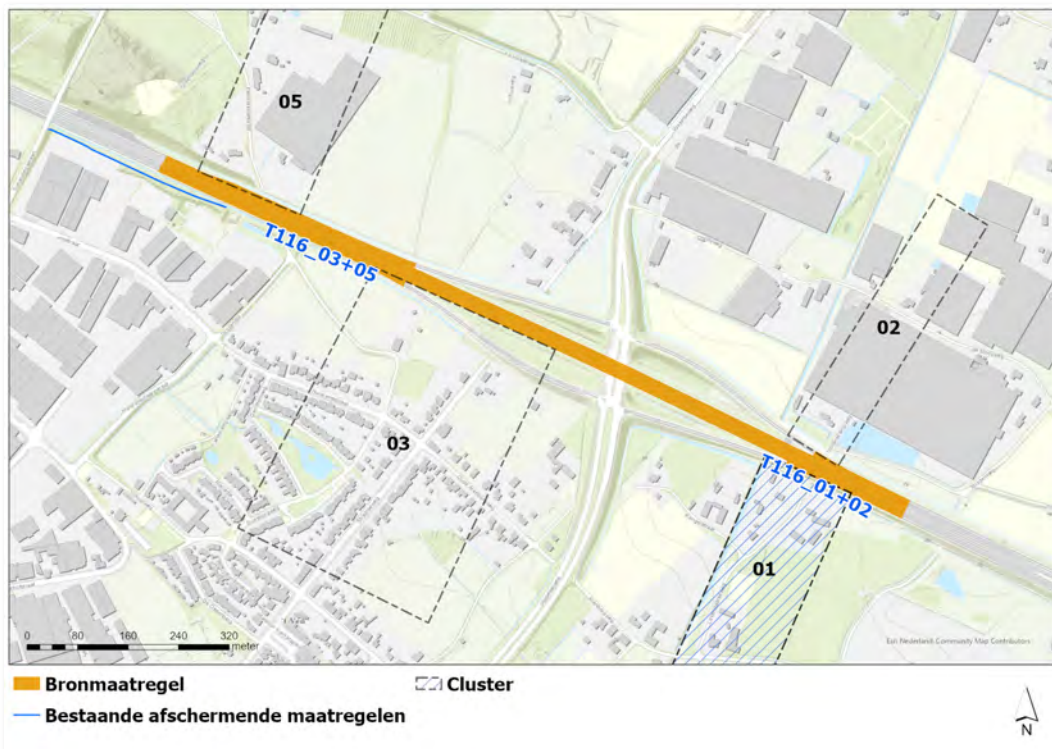 05
T116_03+05
02
03
T116_01+02
01
't Ven
0 80 160 240 320
meter
Esri Nederland, Community Map Contributors
Bronmaatregel
Cluster
Bestaande afschermende maatregelen
N